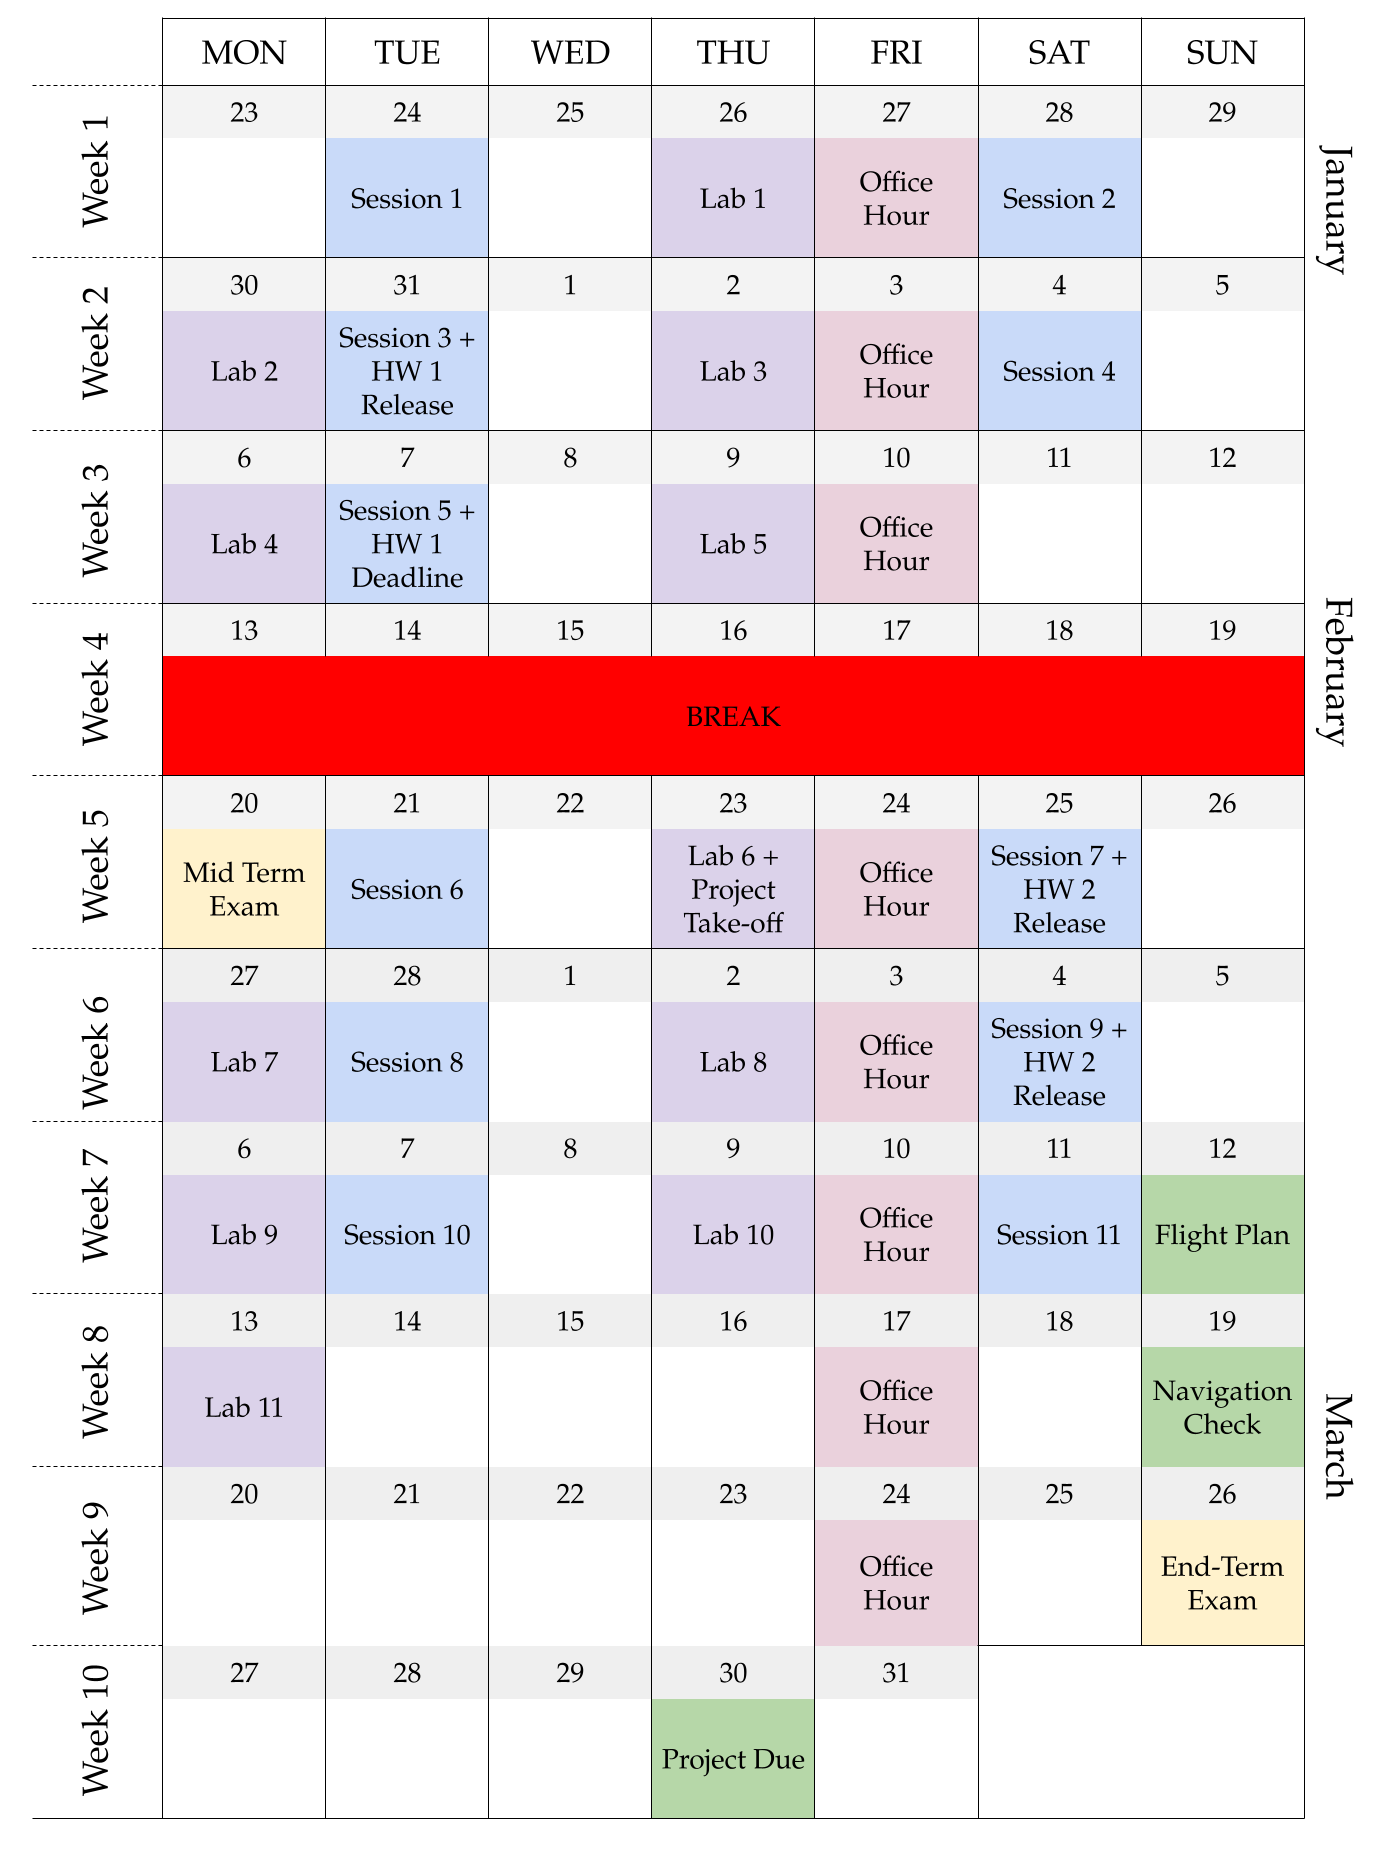 MON TUE WED THU FRI SAT SUN
January
Week 1
23 24 25 26 27 28 29
Session 1
Lab 1
Office
Hour
Session 2
Week 2
30 31 1 2 3 4 5
Lab 2
Session 3 +
HW 1
Release
Lab 3
Office
Hour
Session 4
February
Week 3
6 7 8 9 10 11 12
Lab 4
Session 5 +
HW 1
Deadline
Lab 5
Office
Hour
Week 4
13 14 15 16 17 18 19
BREAK
Week 5
20 21 22 23 24 25 26
Mid Term
Exam
Session 6
Lab 6 +
Project
Take-off
Office
Hour
Session 7 +
HW 2
Release
Week 6
27 28 1 2 3 4 5
Lab 7
Session 8
Lab 8
Office
Hour
Session 9 +
HW 2
Release
March
Week 7
6 7 8 9 10 11 12
Lab 9
Session 10
Lab 10
Office
Hour
Session 11
Flight Plan
Week 8
13 14 15 16 17 18 19
Lab 11
Office
Hour
Navigation
Check
Week 9
20 21 22 23 24 25 26
Office
Hour
End-Term
Exam
Week 10
27 28 29 30 31
Project Due